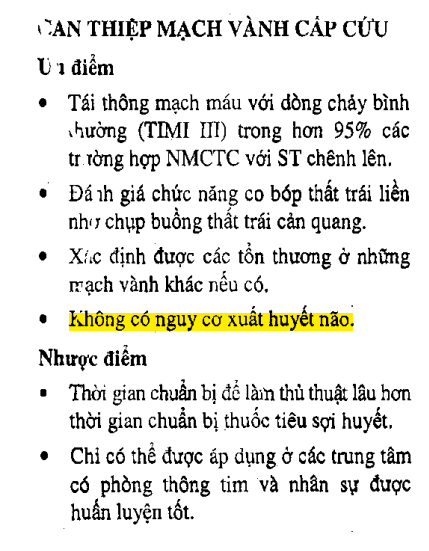 CAN THIỆP MẠCH VÀNH CẤP CỨU
Ưu điểm
• Tái thông mạch máu với dòng chảy bình
thường (TIMI III) trong hơn 95% các
trường hợp NMCTC với ST chênh lên.
• Đánh giá chức năng co bóp thất trái liền
nhờ chụp buồng thất trái cản quang.
• Xác định được các tổn thương ở những
mạch vành khác nếu có.
• Không có nguy cơ xuất huyết não.
Nhược điểm
• Thời gian chuẩn bị để làm thủ thuật lâu hơn
thời gian chuẩn bị thuốc tiêu sợi huyết.
• Chỉ có thể được áp dụng ở các trung tâm
có phòng thông tim và nhân sự được
huấn luyện tốt.